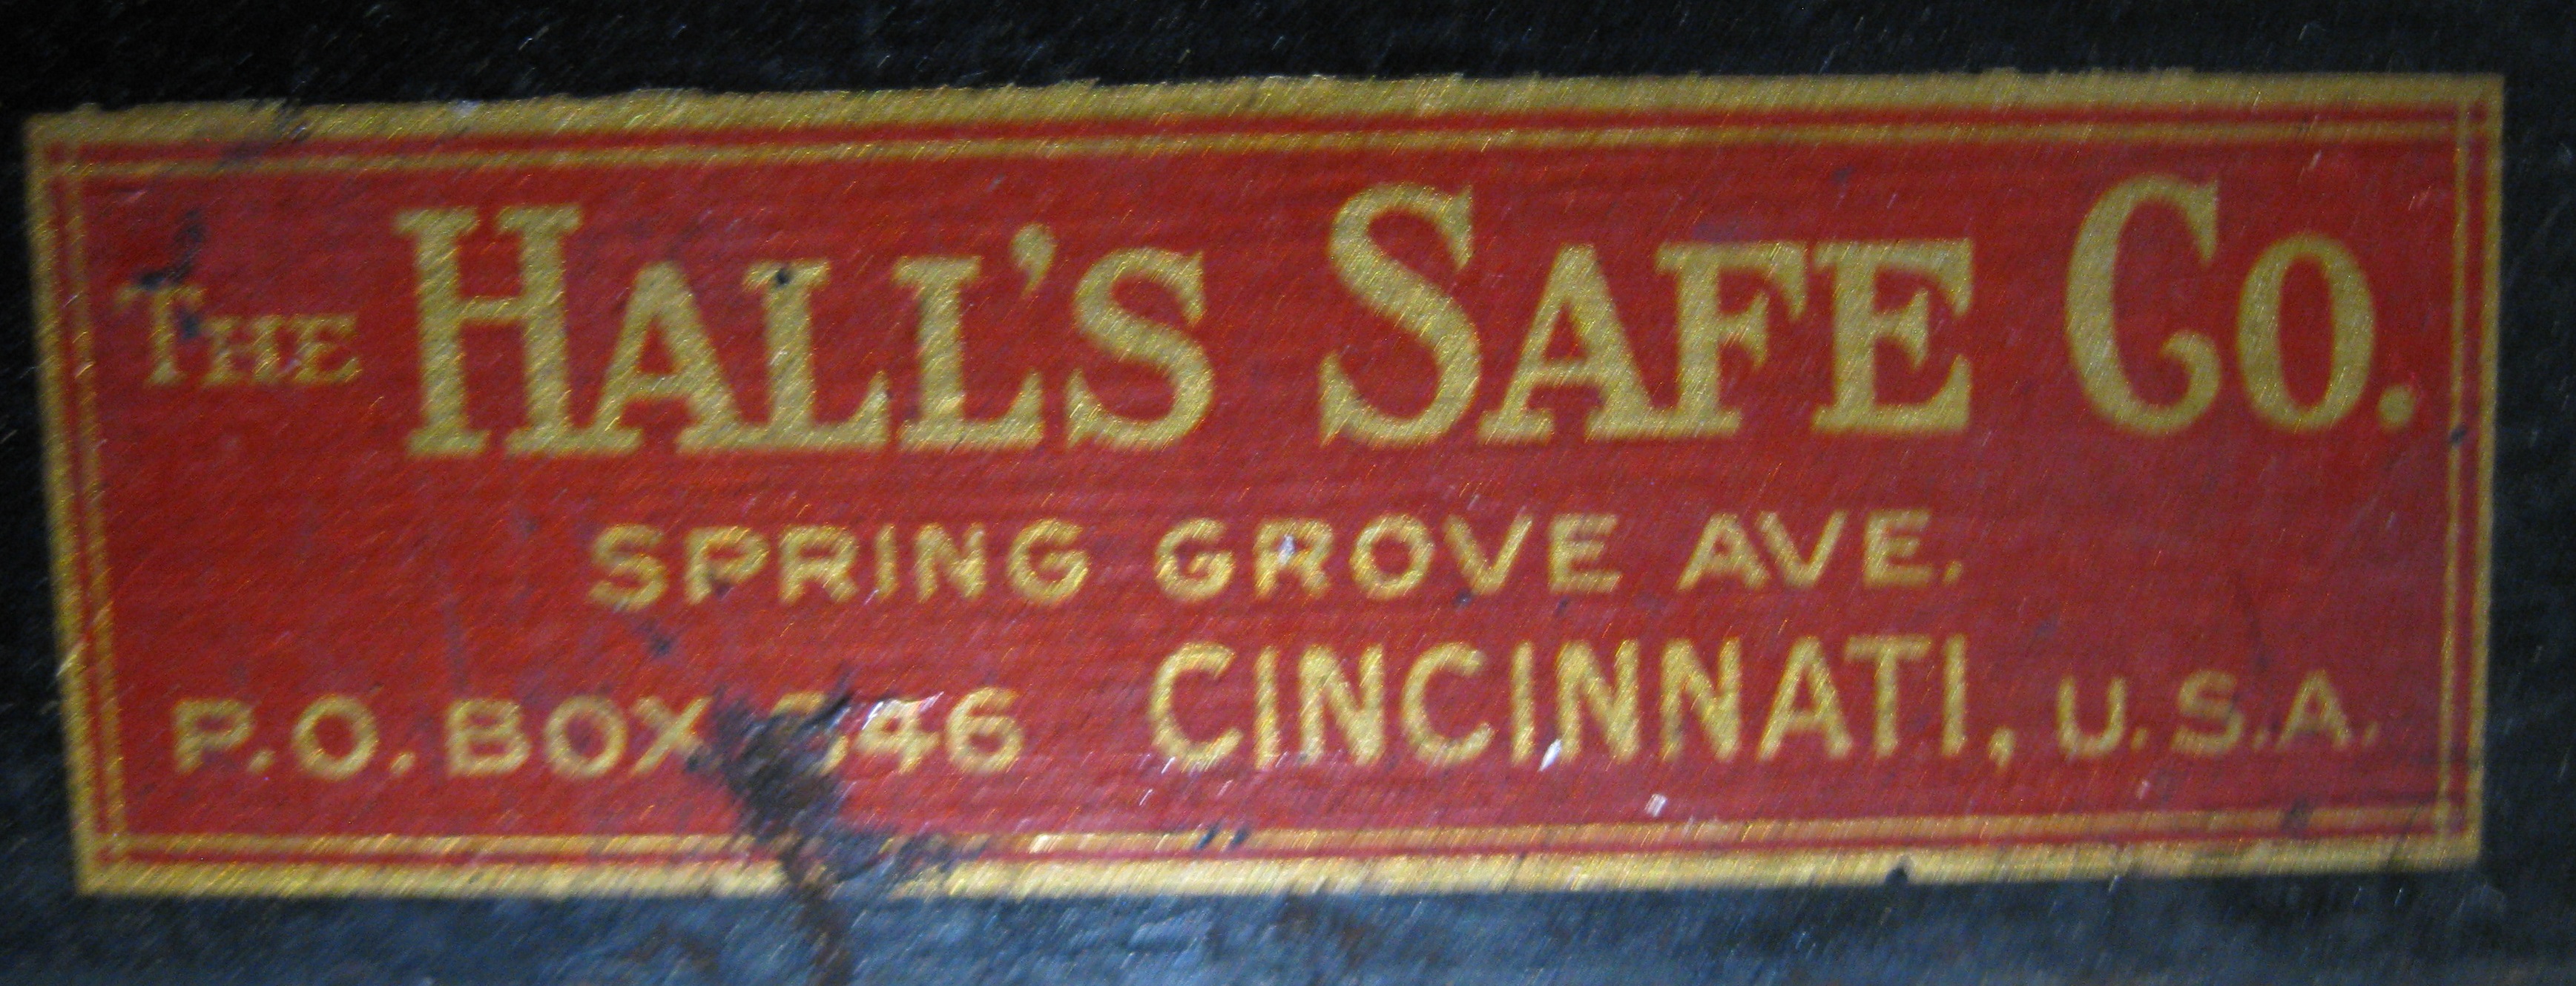 THE HALL'S SAFE CO.
SPRING GROVE AVE.
P.O. BOX CINCINNATI, U.S.A.